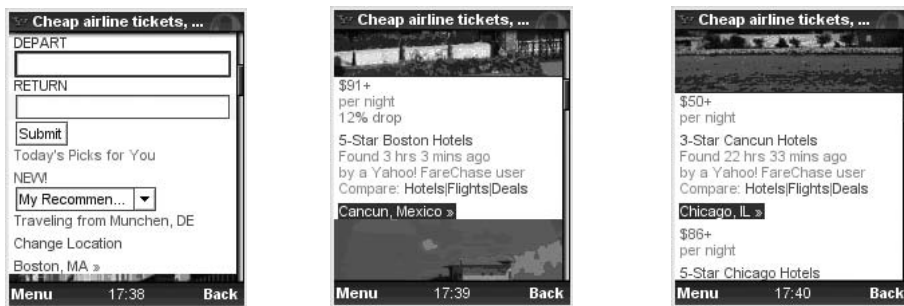 Cheap airline tickets, ...
DEPART
RETURN
Submit
Today's Picks for You
NEW!
My Recommen...
Traveling from Munchen, DE
Change Location
Boston, MA »
Menu 17:38 Back
Cheap airline tickets, ...
$91+
per night
12% drop
5-Star Boston Hotels
Found 3 hrs 3 mins ago
by a Yahoo! FareChase user
Compare: Hotels|Flights|Deals
Cancun, Mexico »
Menu 17:39 Back
Cheap airline tickets, ...
$50+
per night
3-Star Cancun Hotels
Found 22 hrs 33 mins ago
by a Yahoo! FareChase user
Compare: Hotels|Flights|Deals
Chicago, IL »
$86+
per night
5-Star Chicago Hotels
Menu 17:40 Back